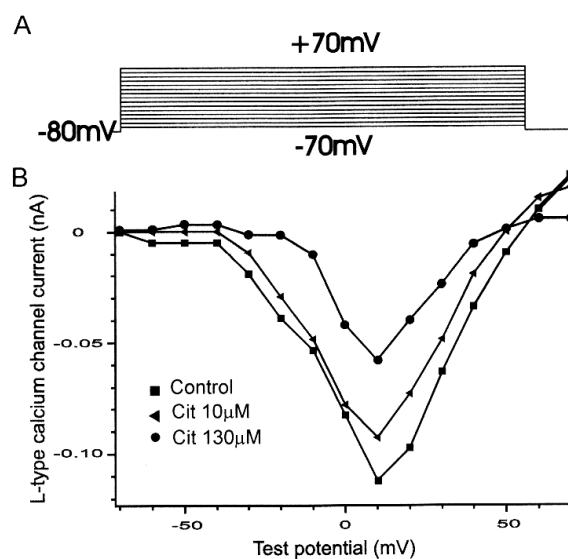 A
+70mV
-80mV
-70mV
B
L-type calcium channel current (nA)
0
-0.05
-0.10
Control
Cit 10μM
Cit 130μM
-50
0
50
Test potential (mV)